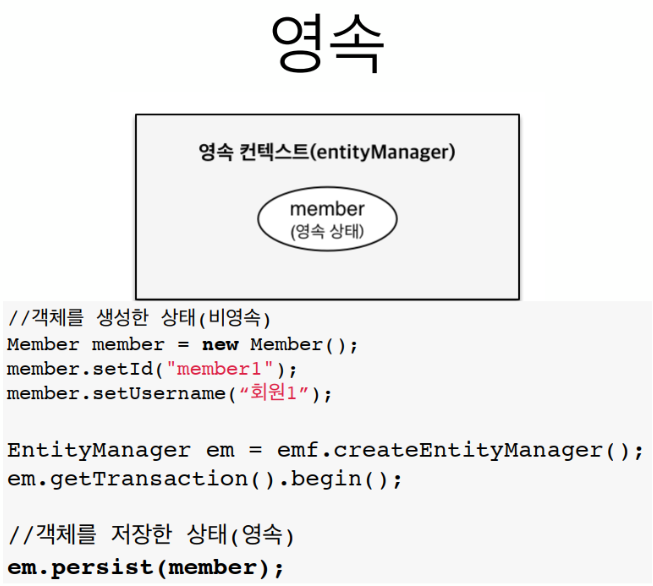 영속
영속 컨텍스트(entityManager)
member
(영속 상태)
//객체를 생성한 상태(비영속)
Member member = new Member();
member.setId("member1");
member.setUsername(“회원1”);
EntityManager em = emf.createEntityManager();
em.getTransaction().begin();
//객체를 저장한 상태(영속)
em.persist(member);